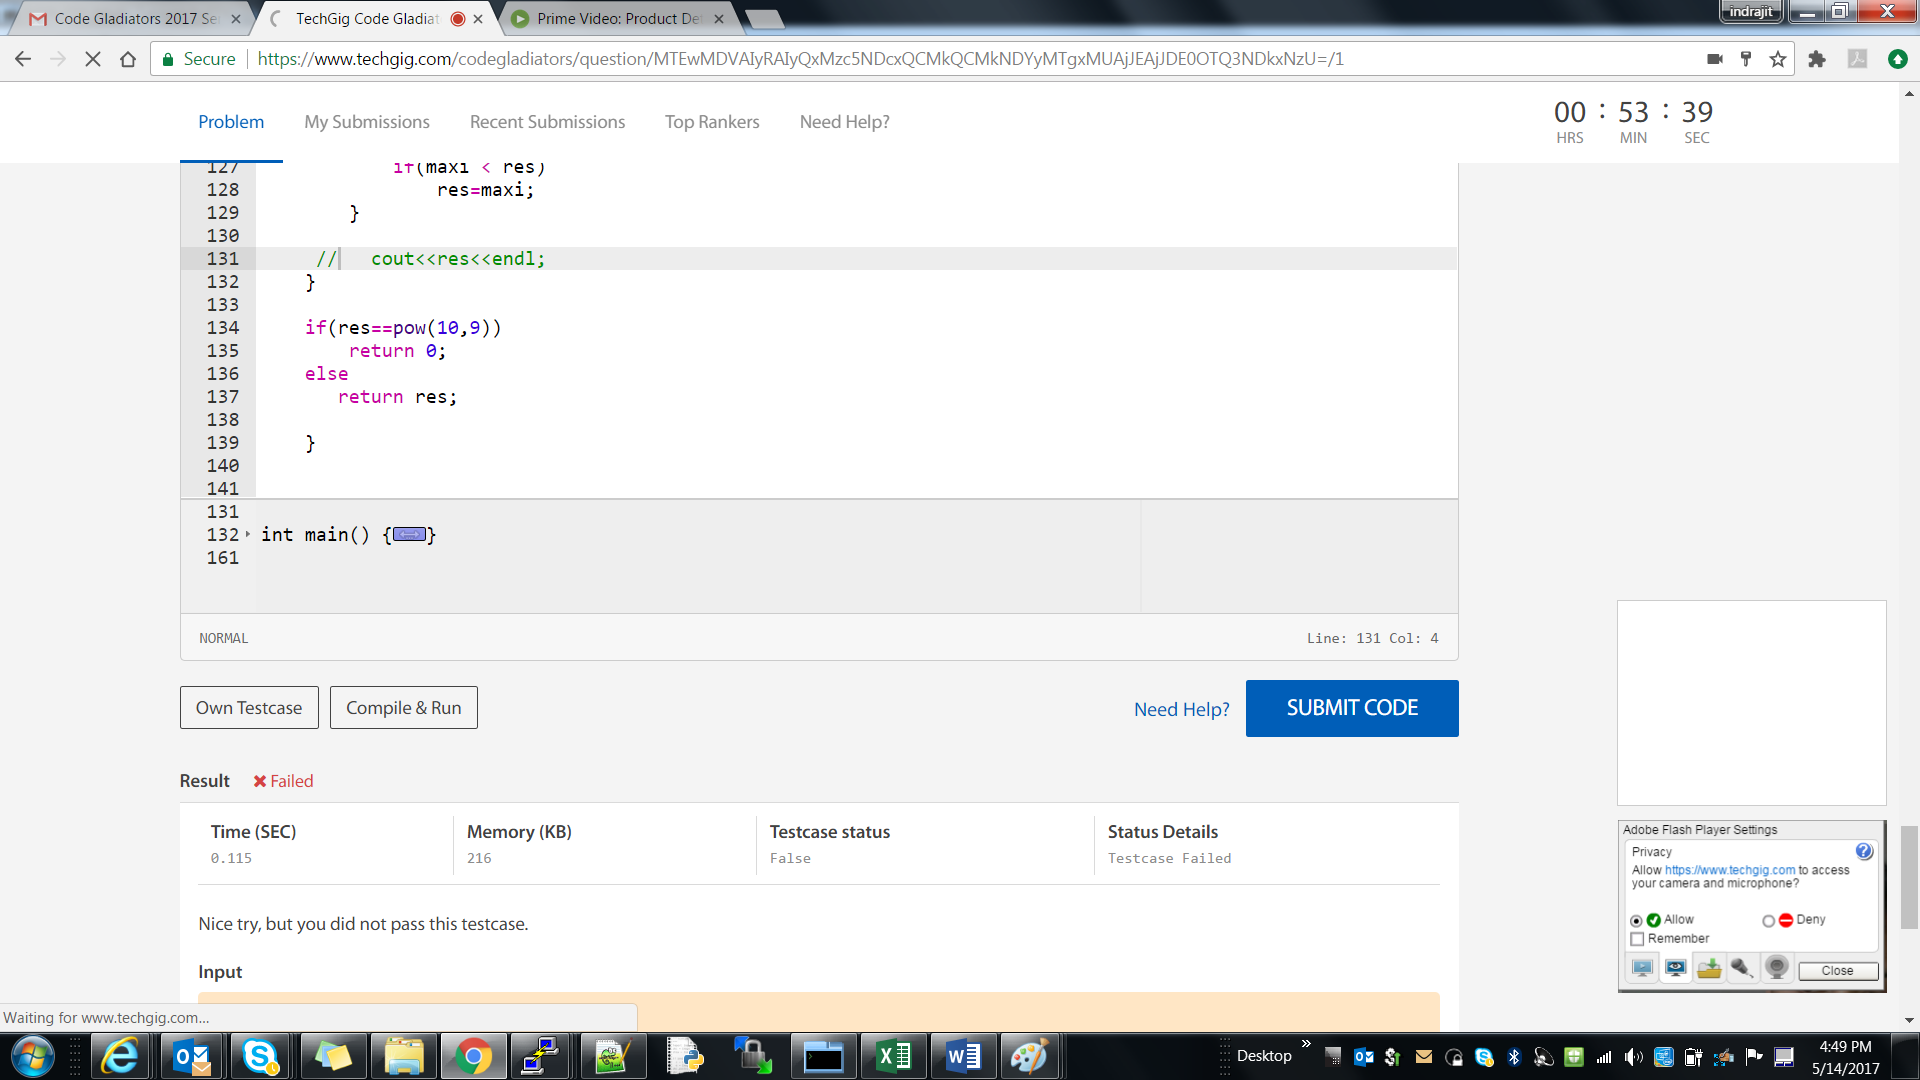 Code Gladiators 2017 Se
TechGig Code Gladiat
Prime Video: Product De
indrajit
Secure
https://www.techgig.com/codegladiators/question/MTEwMDVAIyRAIyQxMzc5NDcxQCMkQCMkNDYyMTgxMUAjJEAjJDE0OTQ3NDkxNzU=/1
Problem
My Submissions
Recent Submissions
Top Rankers
Need Help?
00 : 53 : 39
HRS MIN SEC
127 if(maxi < res)
128 res=maxi;
129 }
130
131 // cout<<res<<endl;
132 }
133
134 if(res==pow(10,9))
135 return 0;
136 else
137 return res;
138
139 }
140
141
131
132 int main() {}
161
NORMAL
Line: 131 Col: 4
Own Testcase
Compile & Run
Need Help?
SUBMIT CODE
Result
Failed
Time (SEC)
0.115
Memory (KB)
216
Testcase status
False
Status Details
Testcase Failed
Nice try, but you did not pass this testcase.
Input
Adobe Flash Player Settings
Privacy
Allow https://www.techgig.com to access
your camera and microphone?
Allow
Deny
Remember
Close
Waiting for www.techgig.com...
Desktop
4:49 PM
5/14/2017